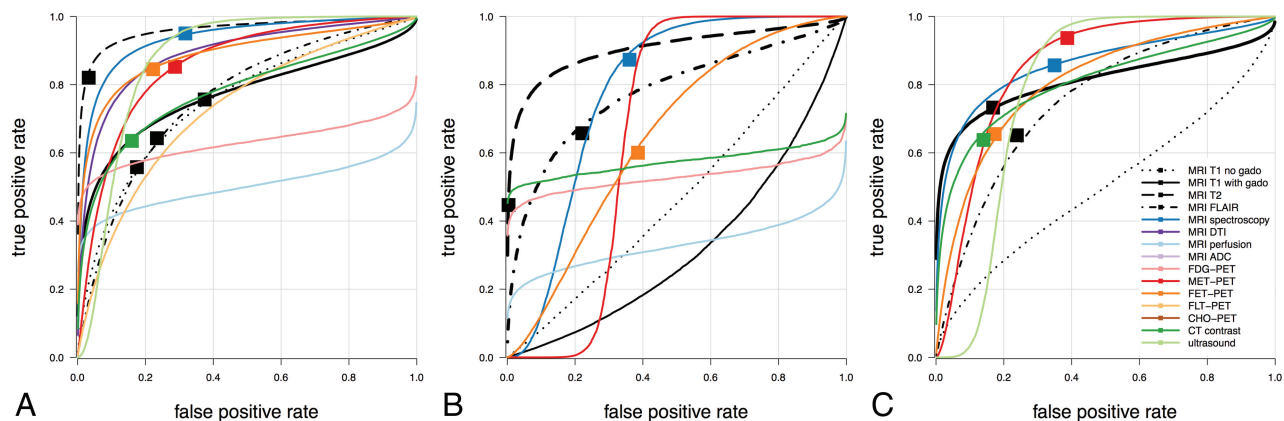 1.0
0.8
0.6
0.4
0.2
0.0
true positive rate
0.0 0.2 0.4 0.6 0.8 1.0
false positive rate
A
1.0
0.8
0.6
0.4
0.2
0.0
true positive rate
0.0 0.2 0.4 0.6 0.8 1.0
false positive rate
B
1.0
0.8
0.6
0.4
0.2
0.0
true positive rate
0.0 0.2 0.4 0.6 0.8 1.0
false positive rate
C
MRI T1 no gado
MRI T1 with gado
MRI T2
MRI FLAIR
MRI spectroscopy
MRI DTI
MRI perfusion
MRI ADC
FDG−PET
MET−PET
FET−PET
FLT−PET
CHO−PET
CT contrast
ultrasound